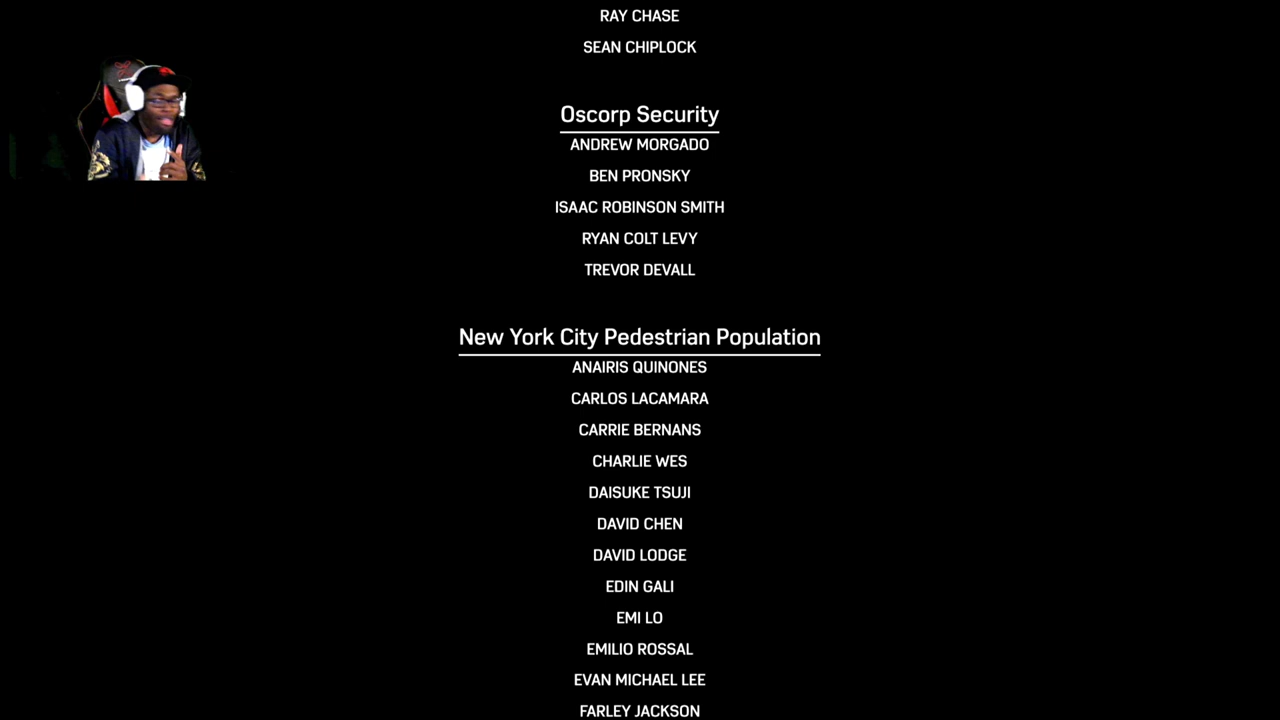 RAY CHASE
SEAN CHIPLOCK
Oscorp Security
ANDREW MORGADO
BEN PRONSKY
ISAAC ROBINSON SMITH
RYAN COLT LEVY
TREVOR DEVALL
New York City Pedestrian Population
ANAIRIS QUINONES
CARLOS LACAMARA
CARRIE BERNANS
CHARLIE WES
DAISUKE TSUJI
DAVID CHEN
DAVID LODGE
EDIN GALI
EMI LO
EMILIO ROSSAL
EVAN MICHAEL LEE
FARLEY JACKSON